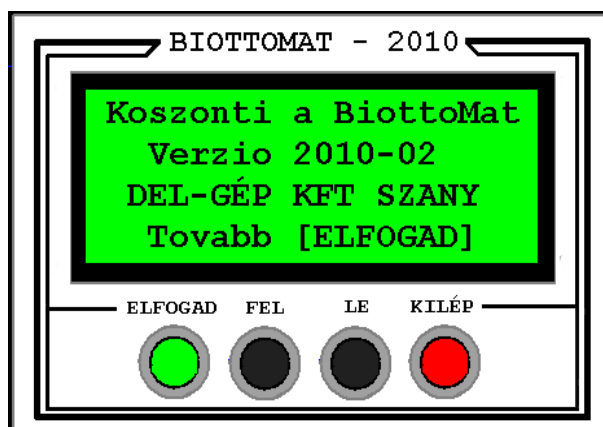 BIOTTOMAT - 2010
Koszonti a BiottoMat
Verzio 2010-02
DEL-GÉP KFT SZANY
Tovabb [ELFOGAD]
ELFOGAD FEL LE KILÉP